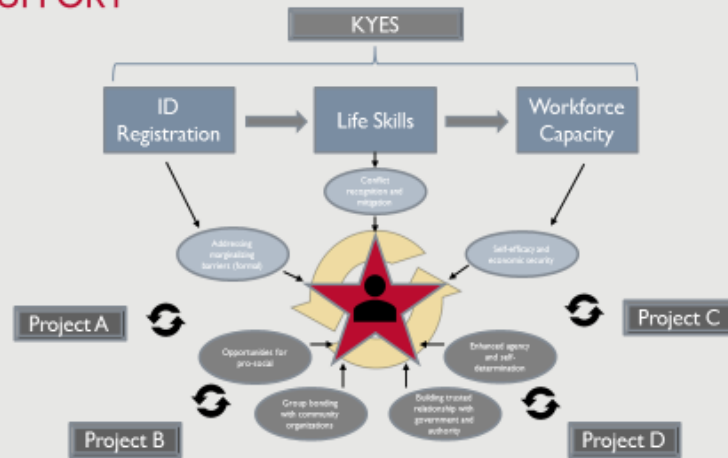 KYES
ID
Registration
Life Skills
Workforce
Capacity
Conflict
recognition and
mitigation
Addressing
marginalizing
barriers (formal)
Self-efficacy and
economic security
Project A
Project C
Opportunities for
pro-social
Enhanced agency
and self-
determination
Group bonding
with community
organizations
Building trusted
relationship with
government and
authority
Project B
Project D